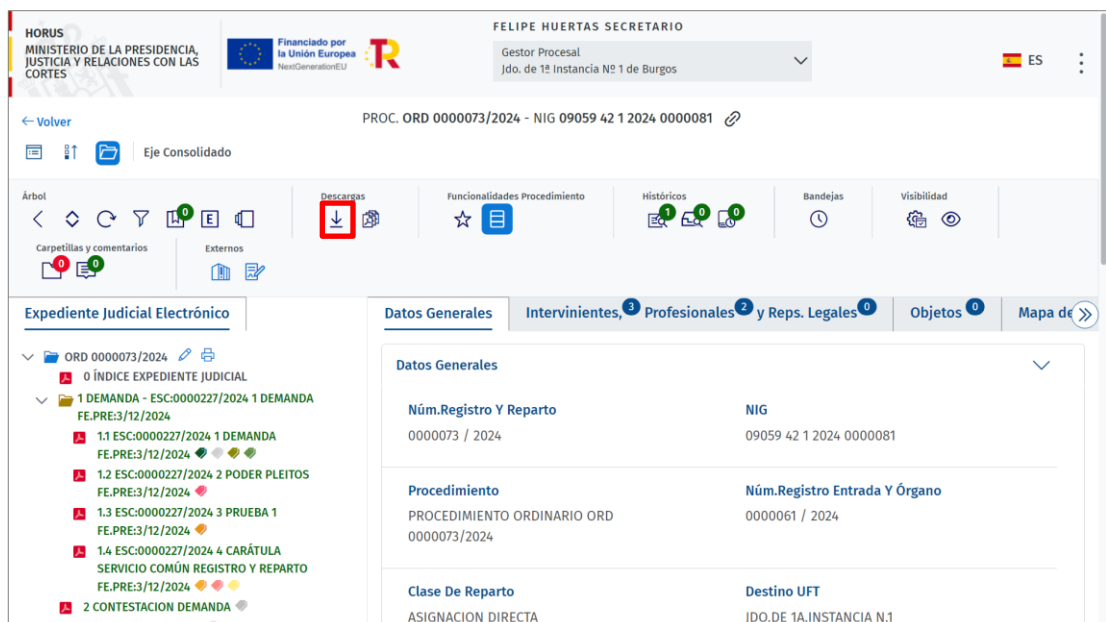 HORUS
MINISTERIO DE LA PRESIDENCIA,
JUSTICIA Y RELACIONES CON LAS
CORTES
Financiado por
la Unión Europea
NextGenerationEU
FELIPE HUERTAS SECRETARIO
Gestor Procesal
Jdo. de 1ª Instancia Nº 1 de Burgos
ES
Volver
PROC. ORD 0000073/2024 - NIG 09059 42 1 2024 0000081
Eje Consolidado
Árbol
Descargas
Funcionalidades Procedimiento
Históricos
Bandejas
Visibilidad
0
E
1
0
0
Carpetillas y comentarios
Externos
0
0
Expediente Judicial Electrónico
Datos Generales
Intervinientes, 3 Profesionales 2 y Reps. Legales 0
Objetos 0
Mapa de
ORD 0000073/2024
0 ÍNDICE EXPEDIENTE JUDICIAL
1 DEMANDA - ESC:0000227/2024 1 DEMANDA
FE.PRE:3/12/2024
1.1 ESC:0000227/2024 1 DEMANDA
FE.PRE:3/12/2024
1.2 ESC:0000227/2024 2 PODER PLEITOS
FE.PRE:3/12/2024
1.3 ESC:0000227/2024 3 PRUEBA 1
FE.PRE:3/12/2024
1.4 ESC:0000227/2024 4 CARÁTULA
SERVICIO COMÚN REGISTRO Y REPARTO
FE.PRE:3/12/2024
2 CONTESTACION DEMANDA
Datos Generales
Núm.Registro Y Reparto
0000073 / 2024
NIG
09059 42 1 2024 0000081
Procedimiento
PROCEDIMIENTO ORDINARIO ORD
0000073/2024
Núm.Registro Entrada Y Órgano
0000061 / 2024
Clase De Reparto
ASIGNACION DIRECTA
Destino UFT
JDO.DE 1A.INSTANCIA N.1